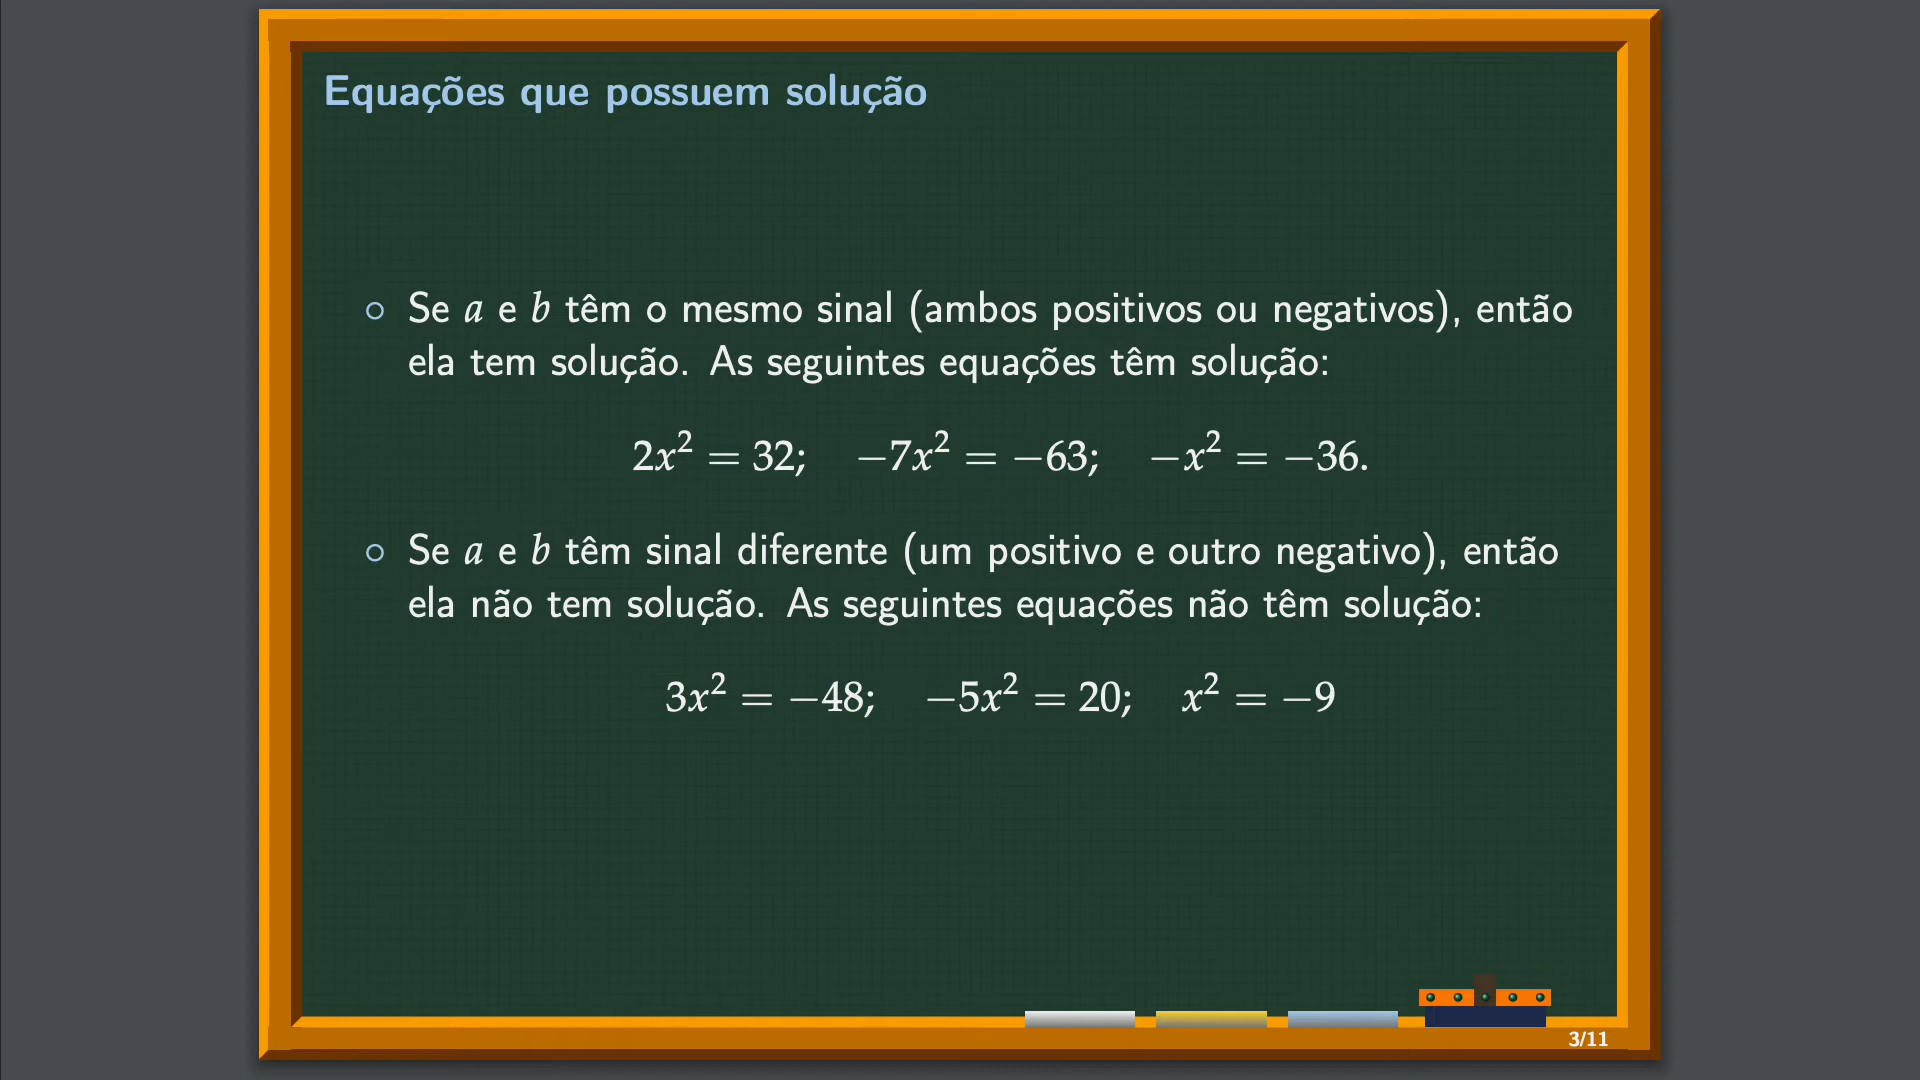 Equações que possuem solução
Se a e b têm o mesmo sinal (ambos positivos ou negativos), então
ela tem solução. As seguintes equações têm solução:
2x² = 32; −7x² = −63; −x² = −36.
Se a e b têm sinal diferente (um positivo e outro negativo), então
ela não tem solução. As seguintes equações não têm solução:
3x² = −48; −5x² = 20; x² = −9
3/11